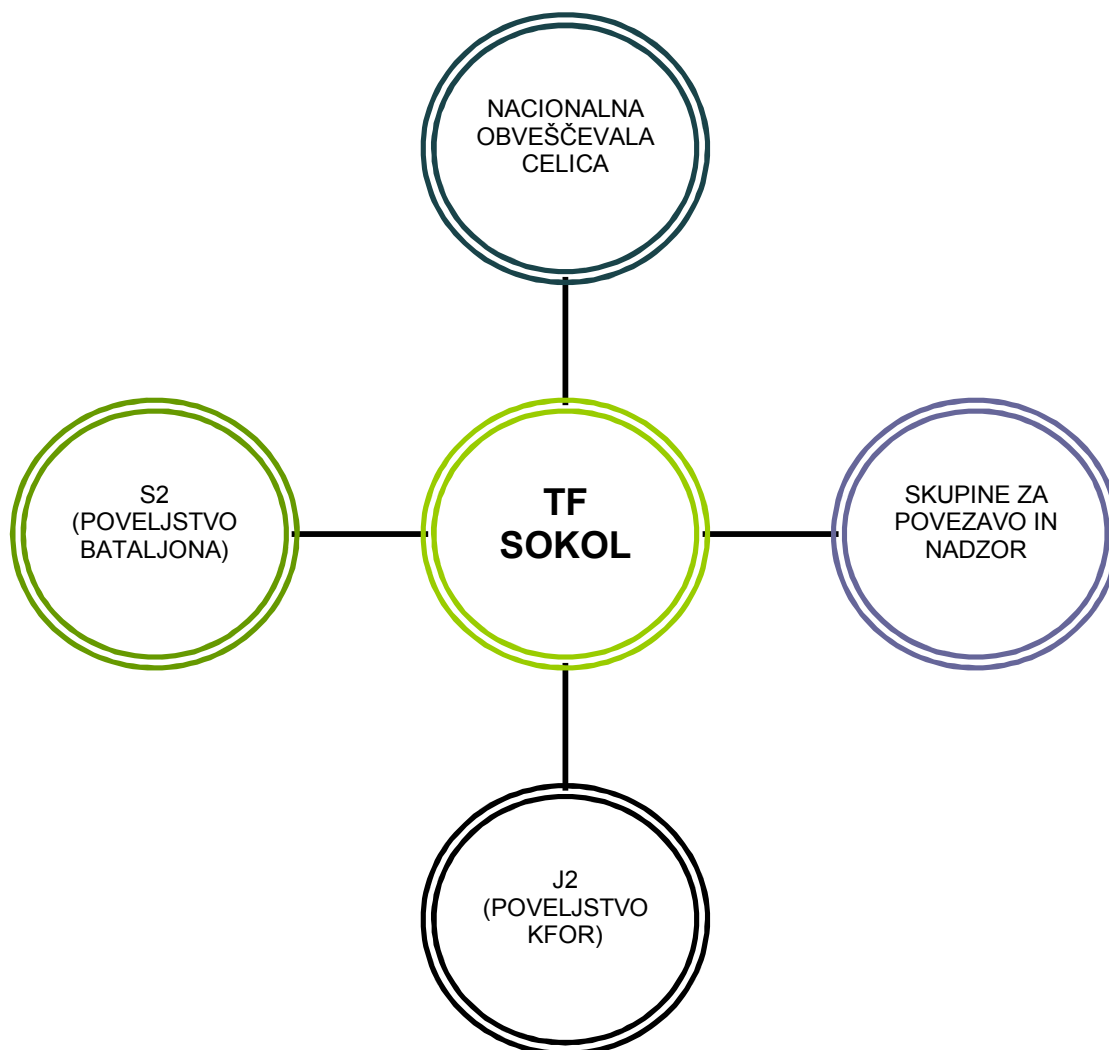 NACIONALNA
OBVEŠČEVALA
CELICA
S2
(POVELJSTVO
BATALJONA)
TF
SOKOL
SKUPINE ZA
POVEZAVO IN
NADZOR
J2
(POVELJSTVO
KFOR)